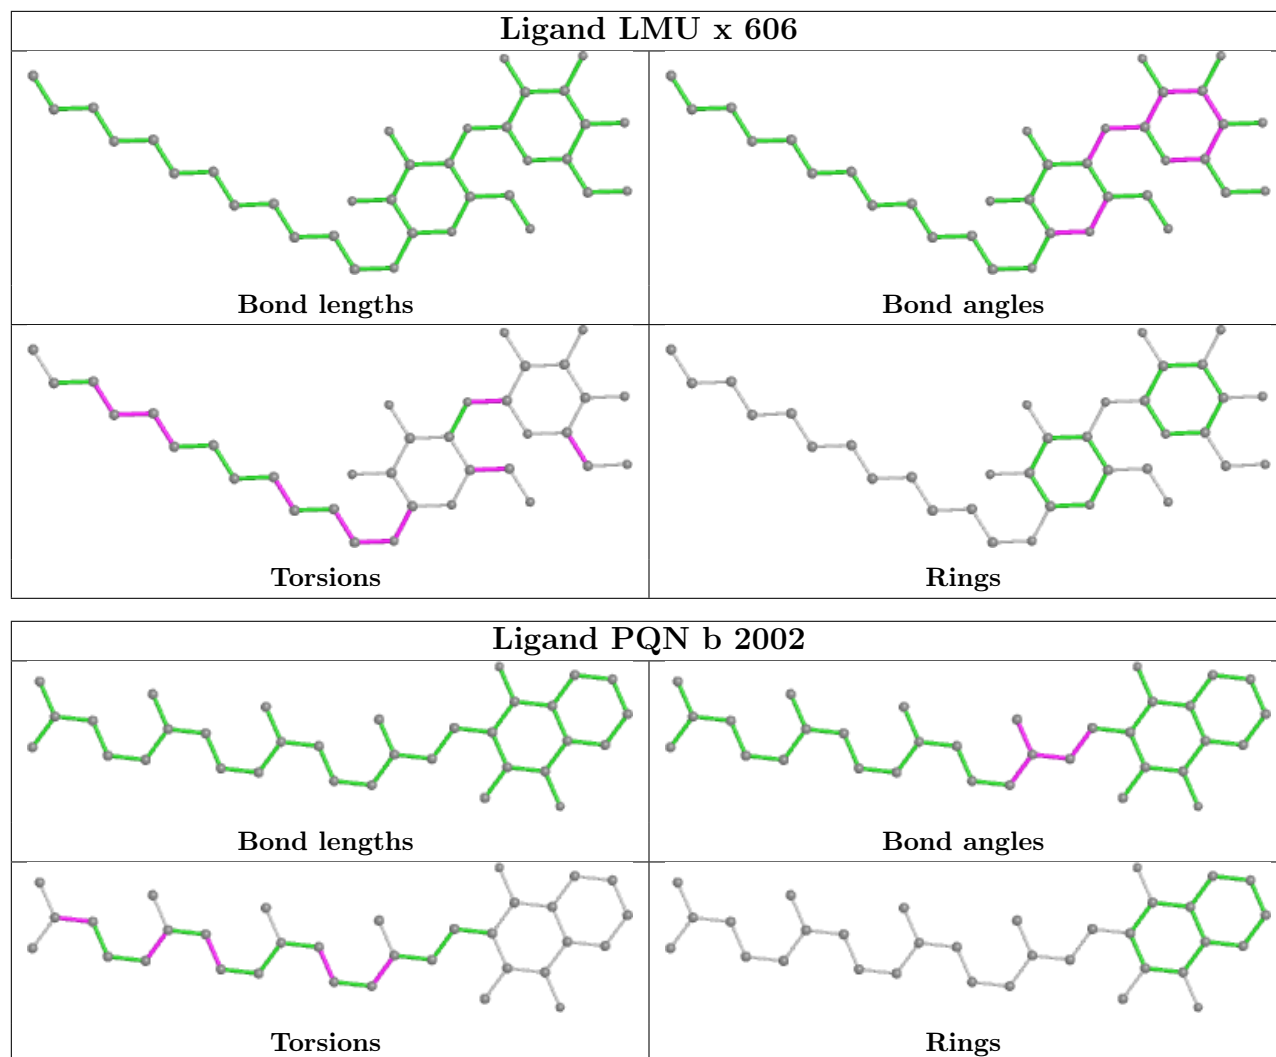 Ligand LMU x 606
Bond lengths
Bond angles
Torsions
Rings
Ligand PQN b 2002
Bond lengths
Bond angles
Torsions
Rings